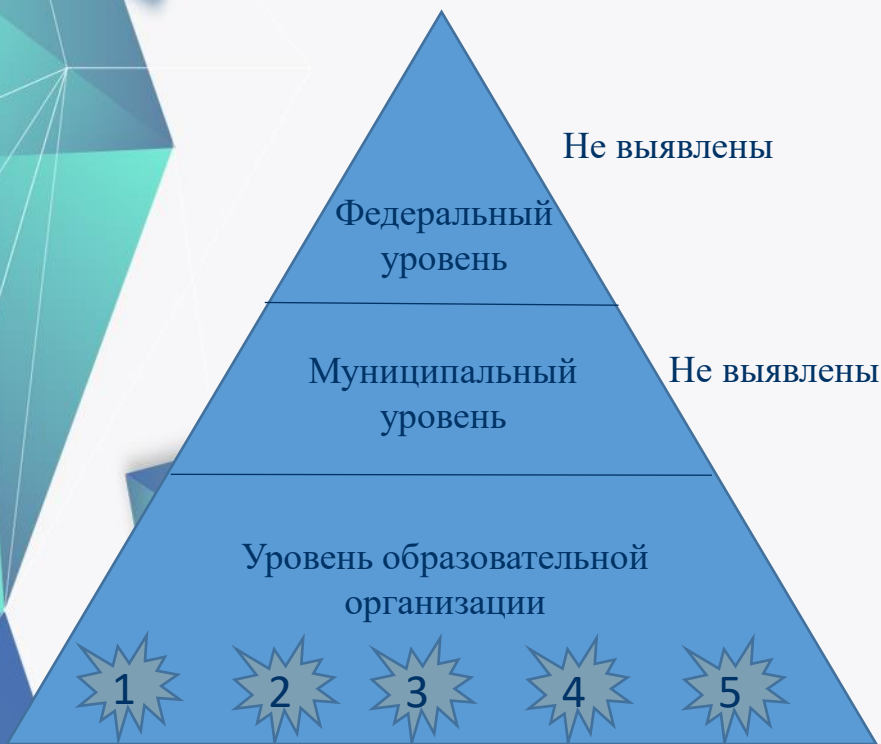 Не выявлены
Федеральный
уровень
Муниципальный
уровень
Не выявлены
Уровень образовательной
организации
1 2 3 4 5